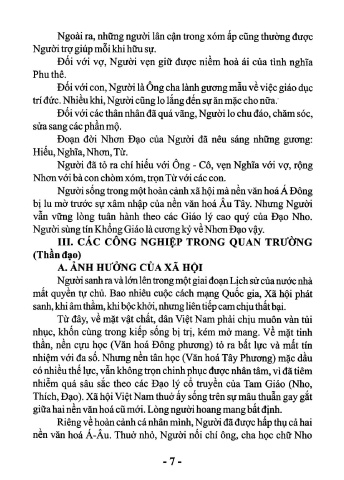 Ngoài ra, những người lân cận trong xóm ấp cũng thường được
Người trợ giúp mỗi khi hữu sự.
Đối với vợ, Người vẹn giữ được niềm hoà ái của tình nghĩa
Phu thê.
Đối với con, Người là Ông cha lành gương mẫu về việc giáo dục
trí đức. Nhiều khi, Người cũng lo lắng đến sự ăn mặc cho nữa.
Đối với các thân nhân đã quá vãng, Người lo chu đáo, chăm sóc,
sửa sang các phần mộ.
Đoạn đời Nhơn Đạo của Người đã nêu sáng những gương:
Hiếu, Nghĩa, Nhơn, Từ.
Người đã tỏ ra chí hiếu với Ông - Cô, vẹn Nghĩa với vợ, rộng
Nhơn với bà con chòm xóm, trọn Từ với các con.
Người sống trong một hoàn cảnh xã hội mà nền văn hoá Á Đông
bị lu mờ trước sự xâm nhập của nền văn hoá Âu Tây. Nhưng Người
vẫn vững lòng tuân hành theo các Giáo lý cao quý của Đạo Nho.
Người sùng tín Khổng Giáo là cương kỷ về Nhơn Đạo vậy.
III. CÁC CÔNG NGHIỆP TRONG QUAN TRƯỜNG
(Thần đạo)
A. ẢNH HƯỞNG CỦA XÃ HỘI
Người sanh ra và lớn lên trong một giai đoạn Lịch sử của nước nhà
mất quyền tự chủ. Bao nhiêu cuộc cách mạng Quốc gia, Xã Hội phát
sanh, khi âm thầm, khi bộc khởi, nhưng liên tiếp cam chịu thất bại.
Từ đây, về mặt vật chất, dân Việt Nam phải chịu muôn vàn tủi
nhục, khốn cùng trong kiếp sống bị trị, kém mở mang. Về mặt tinh
thần, nền cựu học (Văn hoá Đông phương) tỏ ra bất lực và mất tín
nhiệm với đa số. Nhưng nền tân học (Văn hoá Tây Phương) mặc dầu
có nhiều thế lực, vẫn không trọn chinh phục được nhân tâm, vì đã tiêm
nhiễm quá sâu sắc theo các Đạo lý cổ truyền của Tam Giáo (Nho,
Thích, Đạo). Xã hội Việt Nam thuở ấy sống trên sự mâu thuẫn gay gắt
giữa hai nền văn hoá cũ mới. Lòng người hoang mang bất định.
Riêng về hoàn cảnh cá nhân mình, Người đã được hấp thụ cả hai
nền văn hoá Á-Âu. Thuở nhỏ, Người nối chí ông, cha học chữ Nho
- 7 -